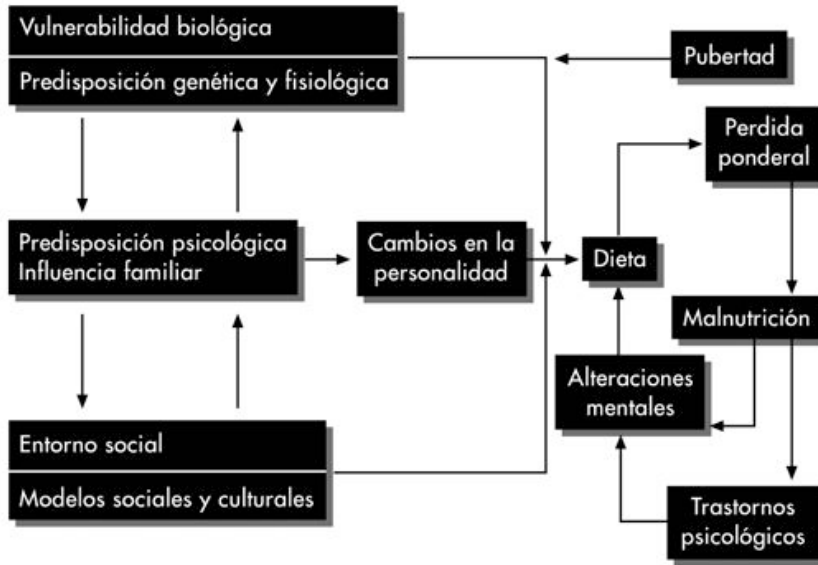 Vulnerabilidad biológica
Predisposición genética y fisiológica
Pubertad
Perdida
ponderal
Predisposición psicológica
Influencia familiar
Cambios en la
personalidad
Dieta
Malnutrición
Alteraciones
mentales
Entorno social
Modelos sociales y culturales
Trastornos
psicológicos